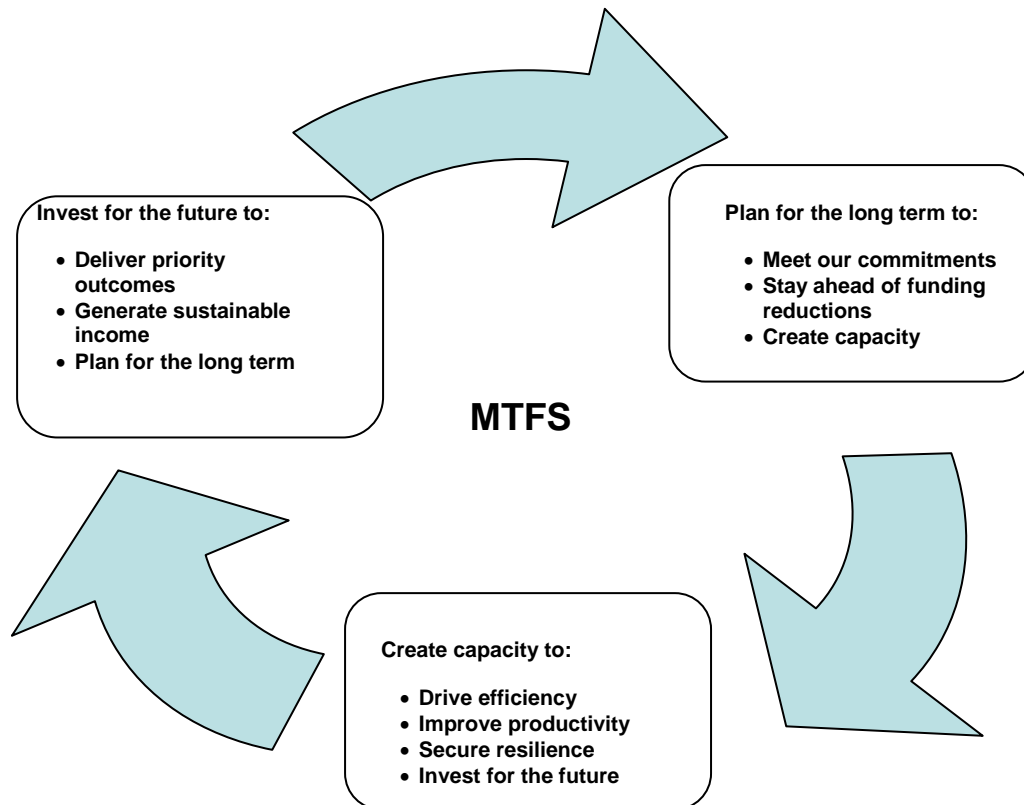 Invest for the future to:
• Deliver priority
outcomes
• Generate sustainable
income
• Plan for the long term
Plan for the long term to:
• Meet our commitments
• Stay ahead of funding
reductions
• Create capacity
MTFS
Create capacity to:
• Drive efficiency
• Improve productivity
• Secure resilience
• Invest for the future